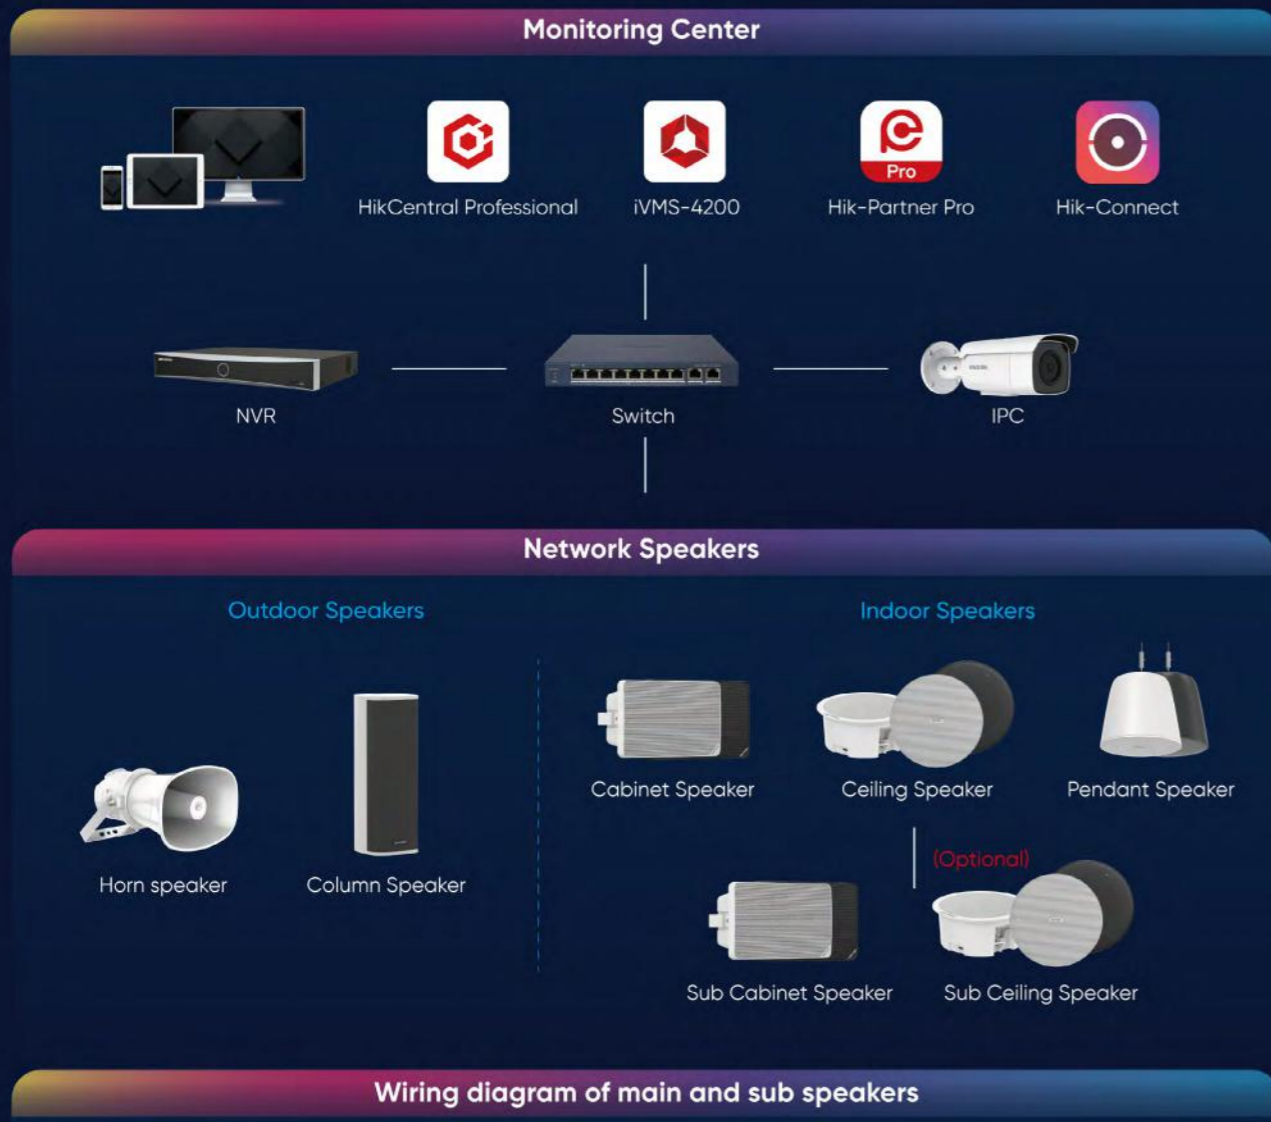 Monitoring Center
HikCentral Professional
iVMS-4200
Pro
Hik-Partner Pro
Hik-Connect
NVR
Switch
IPC
Network Speakers
Outdoor Speakers
Indoor Speakers
Cabinet Speaker
Ceiling Speaker
Pendant Speaker
(Optional)
Horn speaker
Column Speaker
Sub Cabinet Speaker
Sub Ceiling Speaker
Wiring diagram of main and sub speakers